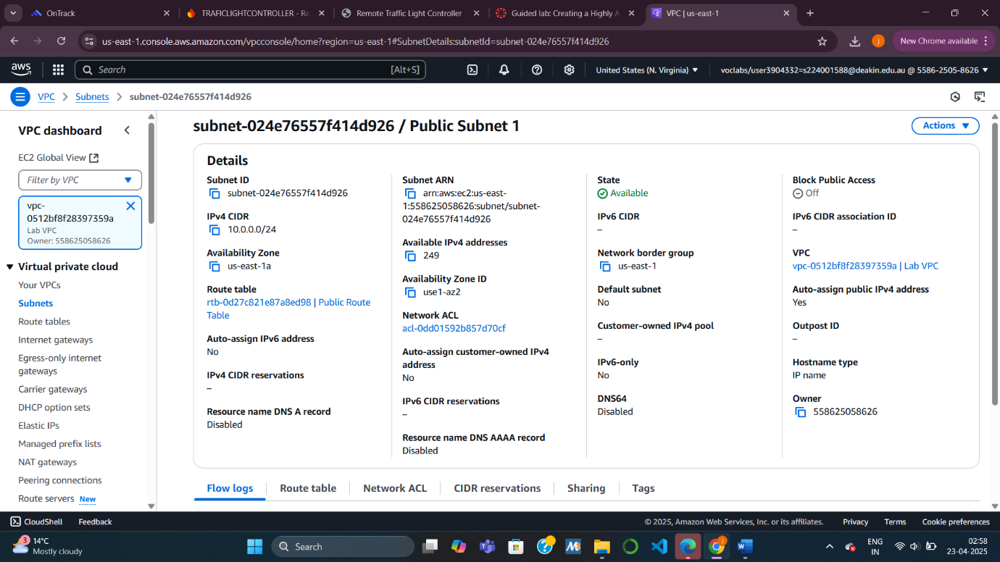 OnTrack
TRAFICLIGHTCONTROLLER - Re
Remote Traffic Light Controller
Guided lab: Creating a Highly A
VPC | us-east-1
us-east-1.console.aws.amazon.com/vpcconsole/home?region=us-east-1#SubnetDetails:subnetId=subnet-024e76557f414d926
j
New Chrome available
aws
Search
[Alt+S]
United States (N. Virginia)
voclabs/user3904332=s224001588@deakin.edu.au @ 5586-2505-8626
VPC
Subnets
subnet-024e76557f414d926
VPC dashboard
EC2 Global View
Filter by VPC
vpc-
0512bf8f28397359a
Lab VPC
Owner: 558625058626
Virtual private cloud
Your VPCs
Subnets
Route tables
Internet gateways
Egress-only internet
gateways
Carrier gateways
DHCP option sets
Elastic IPs
Managed prefix lists
NAT gateways
Peering connections
Route servers New
subnet-024e76557f414d926 / Public Subnet 1
Actions
Details
Subnet ID
subnet-024e76557f414d926
IPv4 CIDR
10.0.0.0/24
Availability Zone
us-east-1a
Route table
rtb-0d27c821e87a8ed98 | Public Route
Table
Auto-assign IPv6 address
No
IPv4 CIDR reservations
–
Resource name DNS A record
Disabled
Subnet ARN
arn:aws:ec2:us-east-
1:558625058626:subnet/subnet-
024e76557f414d926
Available IPv4 addresses
249
Availability Zone ID
use1-az2
Network ACL
acl-0dd01592b857d70cf
Auto-assign customer-owned IPv4
address
No
IPv6 CIDR reservations
–
Resource name DNS AAAA record
Disabled
State
Available
IPv6 CIDR
–
Network border group
us-east-1
Default subnet
No
Customer-owned IPv4 pool
–
IPv6-only
No
DNS64
Disabled
Block Public Access
Off
IPv6 CIDR association ID
–
VPC
vpc-0512bf8f28397359a | Lab VPC
Auto-assign public IPv4 address
Yes
Outpost ID
–
Hostname type
IP name
Owner
558625058626
Flow logs
Route table
Network ACL
CIDR reservations
Sharing
Tags
CloudShell
Feedback
© 2025, Amazon Web Services, Inc. or its affiliates.
Privacy
Terms
Cookie preferences
3
14°C
Mostly cloudy
Search
ENG
IN
02:58
23-04-2025